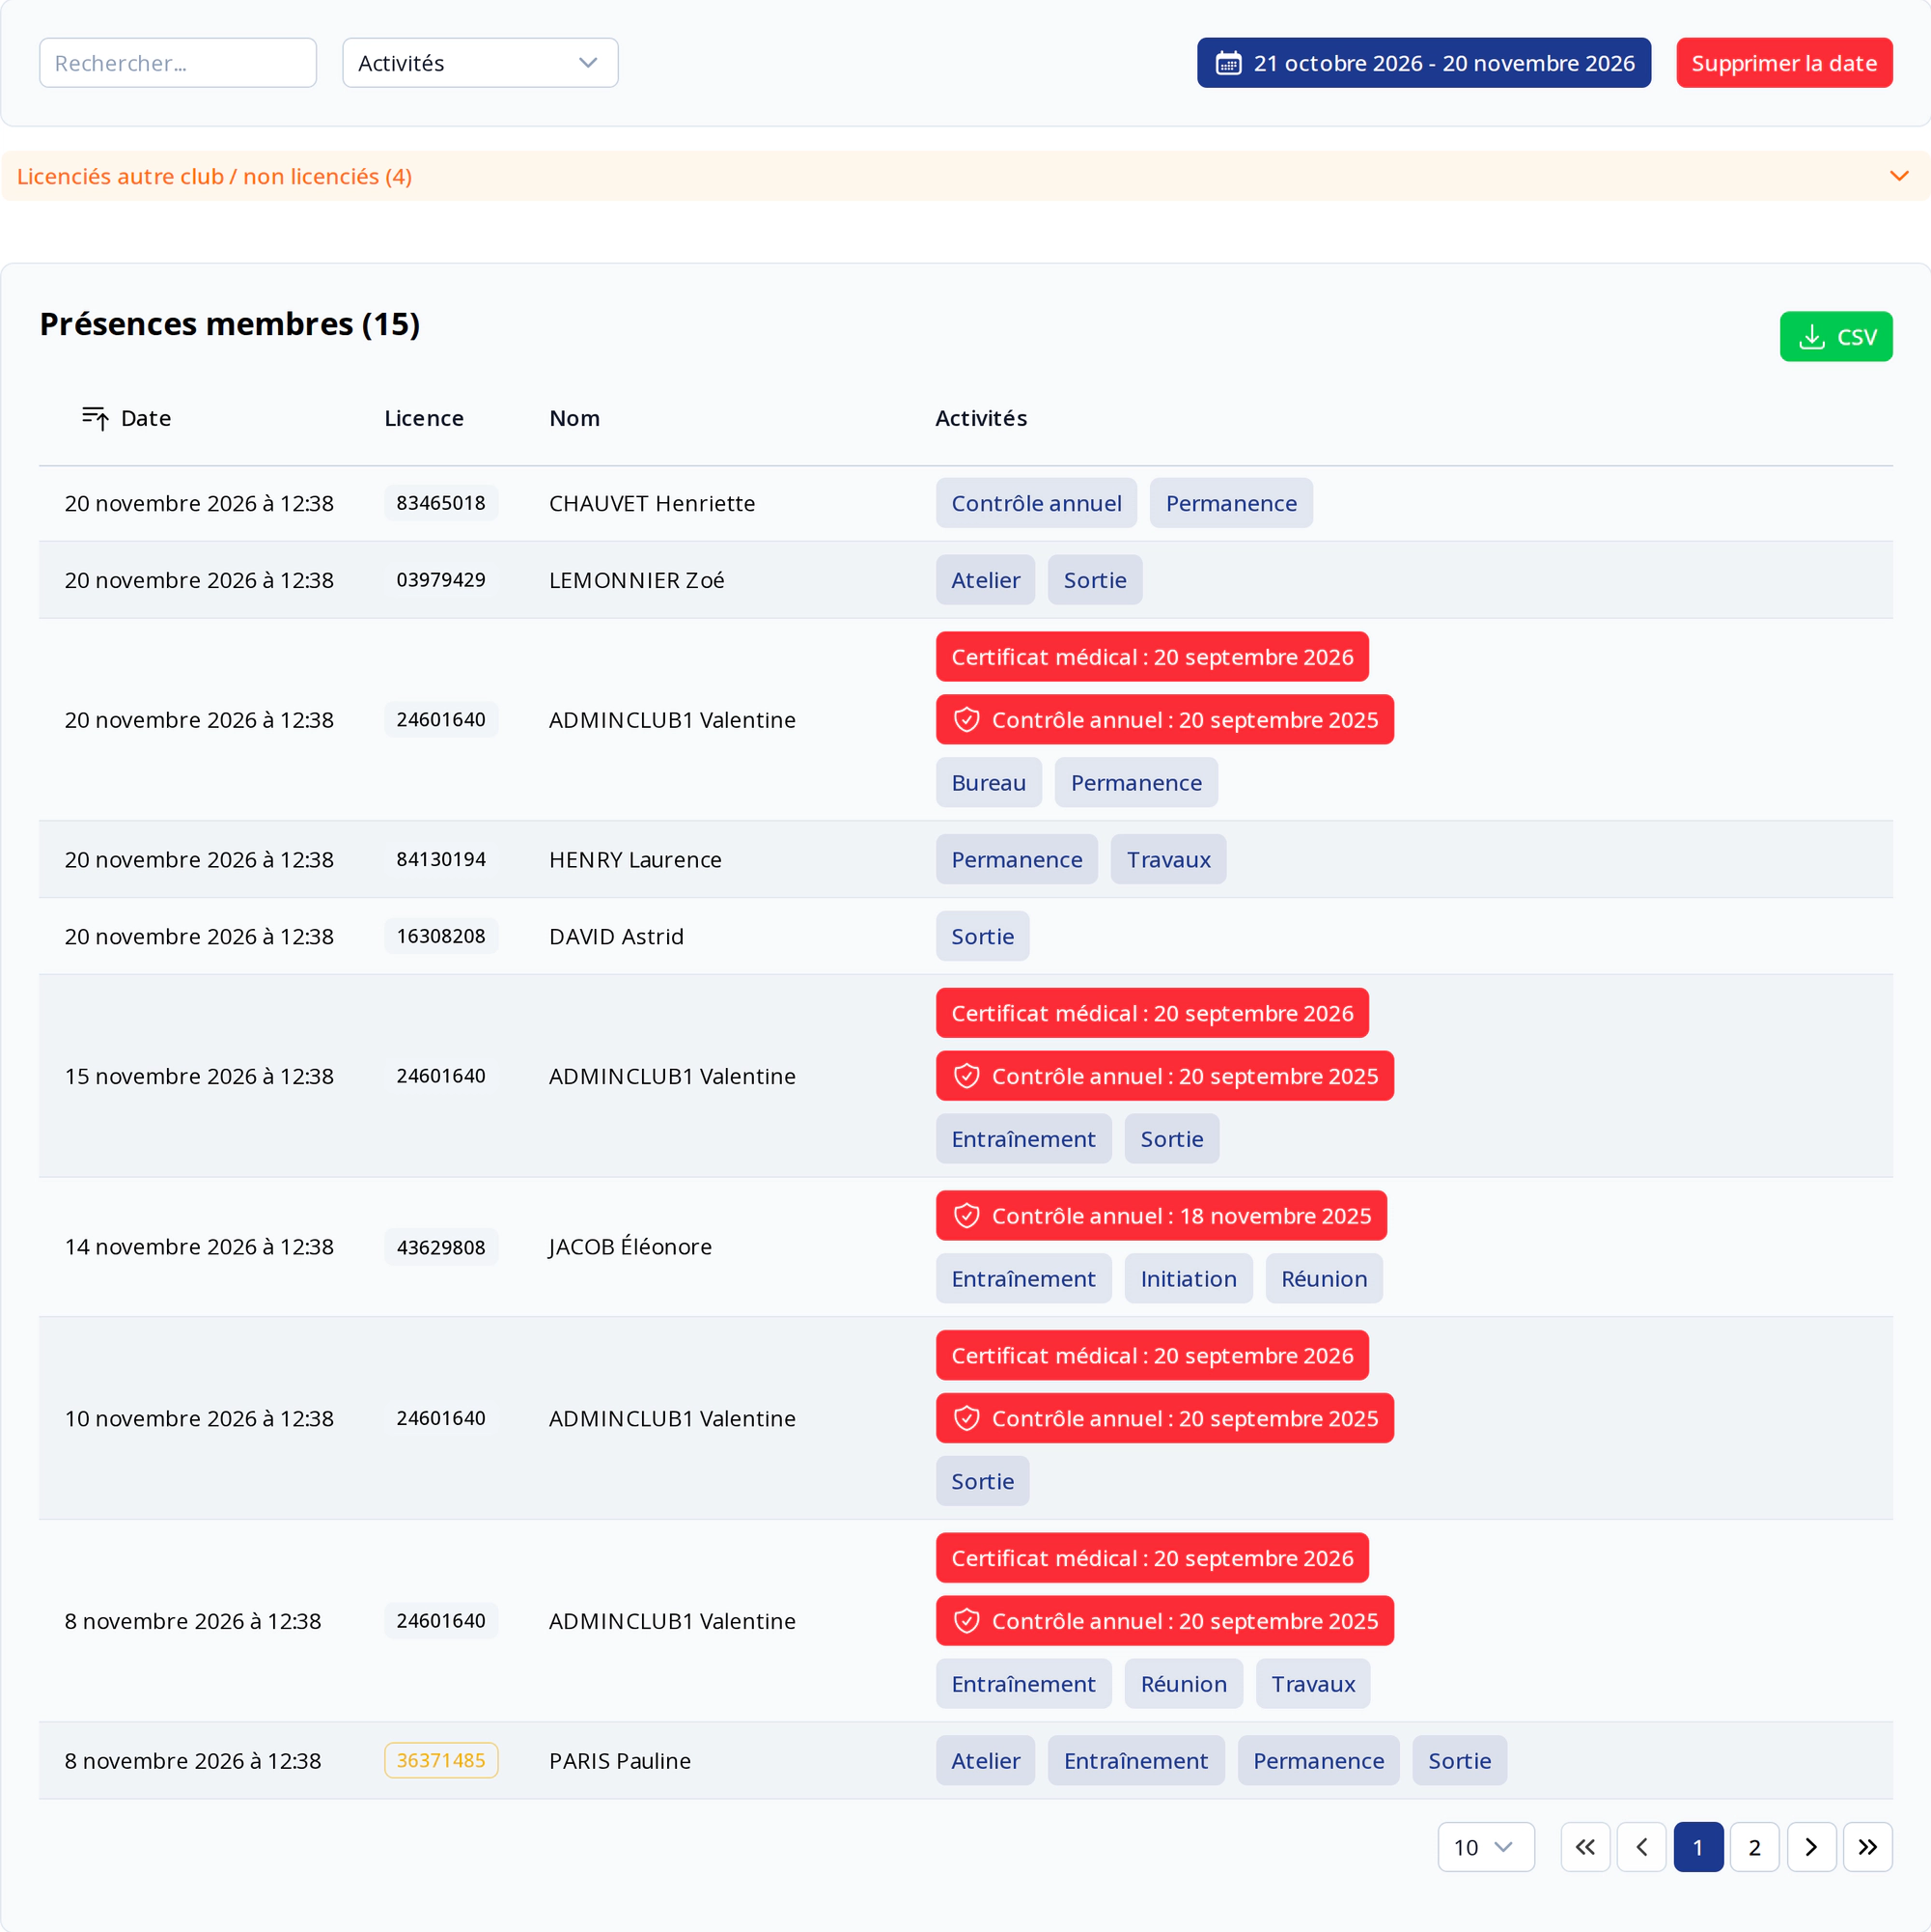 Rechercher...
Activités
21 octobre 2026 - 20 novembre 2026
Supprimer la date
Licenciés autre club / non licenciés (4)
Présences membres (15)
CSV
Date Licence Nom Activités
20 novembre 2026 à 12:38 83465018 CHAUVET Henriette Contrôle annuel Permanence
20 novembre 2026 à 12:38 03979429 LEMONNIER Zoé Atelier Sortie
Certificat médical : 20 septembre 2026
20 novembre 2026 à 12:38 24601640 ADMINCLUB1 Valentine Contrôle annuel : 20 septembre 2025
Bureau Permanence
20 novembre 2026 à 12:38 84130194 HENRY Laurence Permanence Travaux
20 novembre 2026 à 12:38 16308208 DAVID Astrid Sortie
Certificat médical : 20 septembre 2026
15 novembre 2026 à 12:38 24601640 ADMINCLUB1 Valentine Contrôle annuel : 20 septembre 2025
Entraînement Sortie
Contrôle annuel : 18 novembre 2025
14 novembre 2026 à 12:38 43629808 JACOB Éléonore
Entraînement Initiation Réunion
Certificat médical : 20 septembre 2026
10 novembre 2026 à 12:38 24601640 ADMINCLUB1 Valentine Contrôle annuel : 20 septembre 2025
Sortie
Certificat médical : 20 septembre 2026
8 novembre 2026 à 12:38 24601640 ADMINCLUB1 Valentine Contrôle annuel : 20 septembre 2025
Entraînement Réunion Travaux
8 novembre 2026 à 12:38 36371485 PARIS Pauline Atelier Entraînement Permanence Sortie
10 1 2